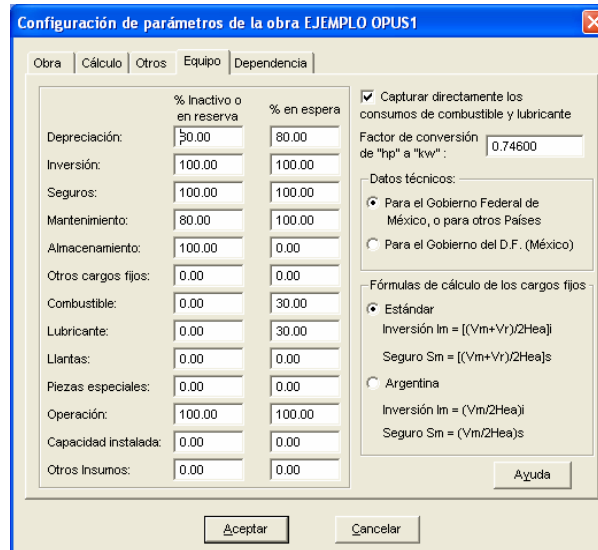 Configuración de parámetros de la obra EJEMPLO OPUS1
Obra Cálculo Otros Equipo Dependencia
% Inactivo o
en reserva
% en espera
Depreciación: 80.00
Inversión: 100.00 100.00
Seguros: 100.00 100.00
Mantenimiento: 80.00 100.00
Almacenamiento: 100.00 0.00
Otros cargos fijos: 0.00 0.00
Combustible: 0.00 30.00
Lubricante: 0.00 30.00
Llantas: 0.00 0.00
Piezas especiales: 0.00 0.00
Operación: 100.00 100.00
Capacidad instalada: 0.00 0.00
Otros Insumos: 0.00 0.00
Capturar directamente los
consumos de combustible y lubricante
Factor de conversión
de "hp" a "kw" : 0.74600
Datos técnicos:
Para el Gobierno Federal de
México, o para otros Países
Para el Gobierno del D.F. (México)
Fórmulas de cálculo de los cargos fijos
Estándar
Inversión Im = [(Vm+Vr)/2Hea]i
Seguro Sm = [(Vm+Vr)/2Hea]s
Argentina
Inversión Im = (Vm/2Hea)i
Seguro Sm = (Vm/2Hea)s
Ayuda
Aceptar Cancelar